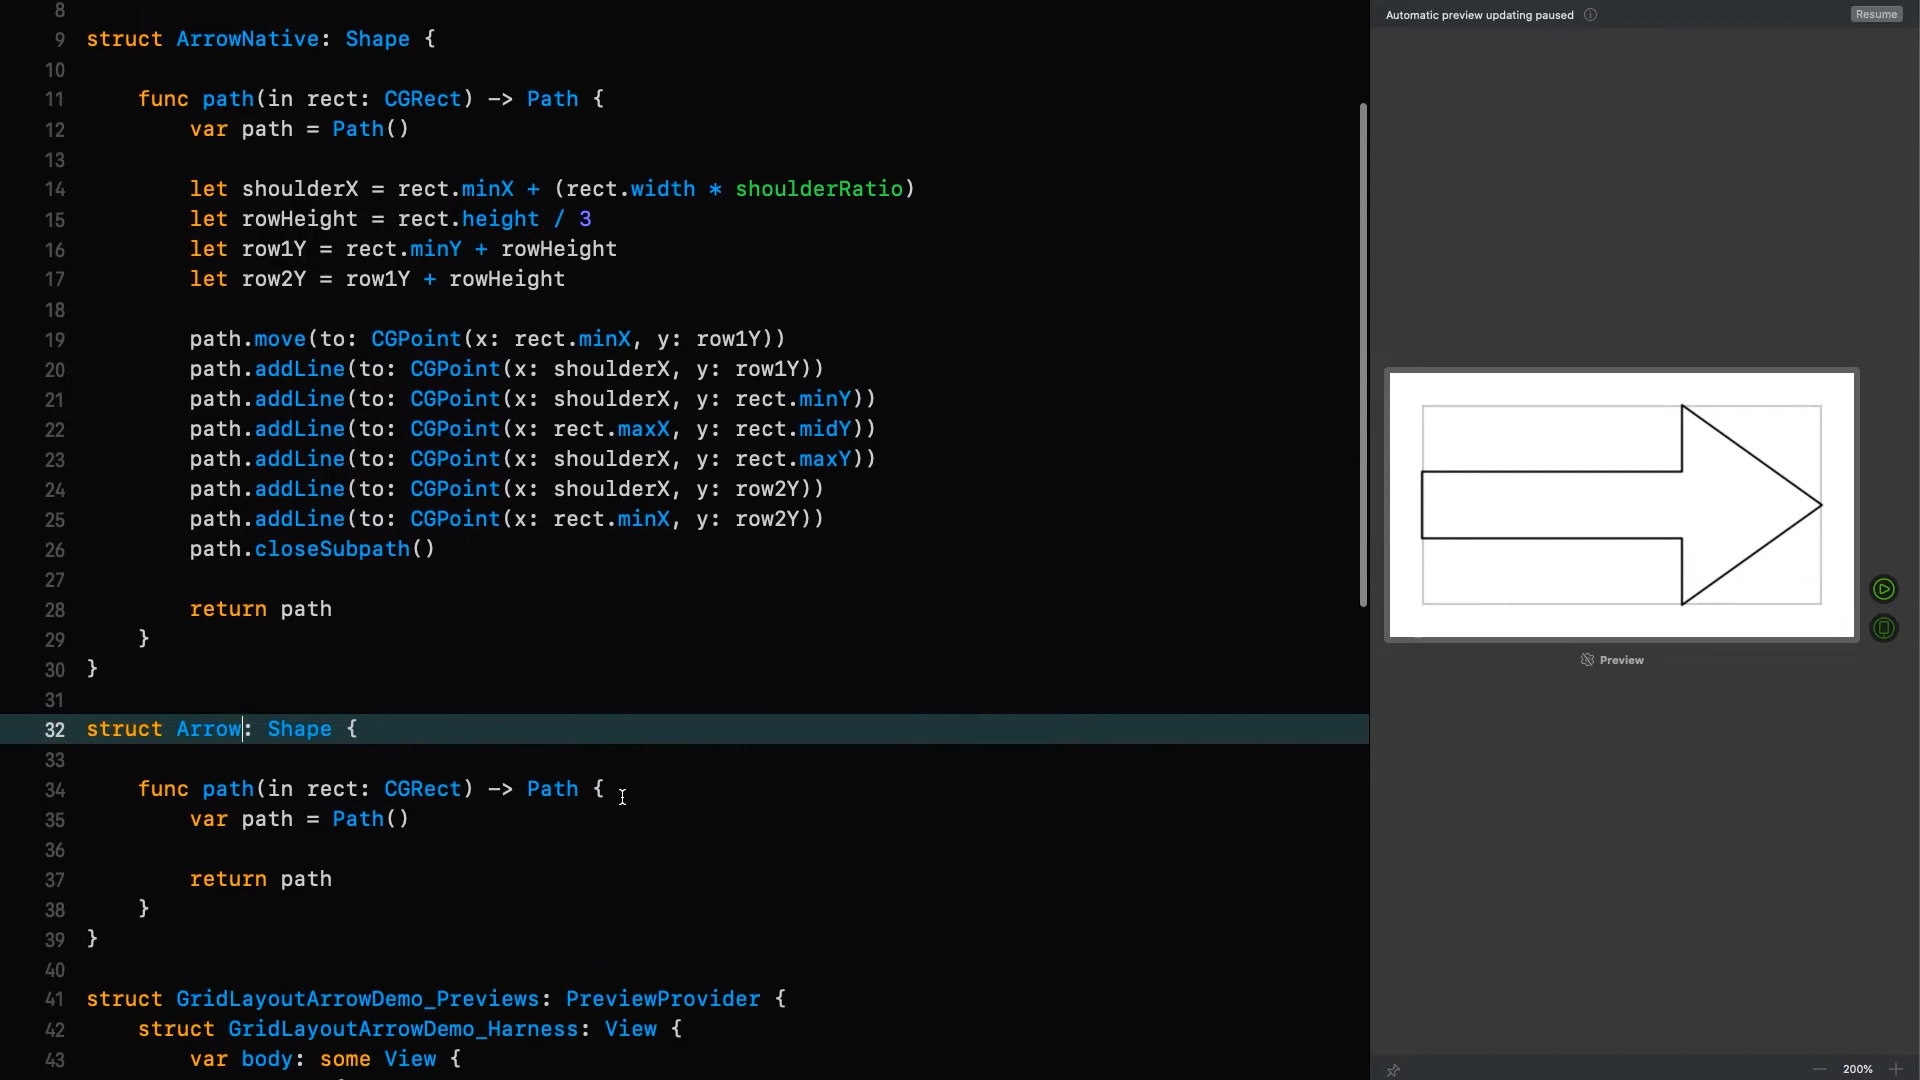 8
9 struct ArrowNative: Shape {
10
11     func path(in rect: CGRect) -> Path {
12         var path = Path()
13
14         let shoulderX = rect.minX + (rect.width * shoulderRatio)
15         let rowHeight = rect.height / 3
16         let row1Y = rect.minY + rowHeight
17         let row2Y = row1Y + rowHeight
18
19         path.move(to: CGPoint(x: rect.minX, y: row1Y))
20         path.addLine(to: CGPoint(x: shoulderX, y: row1Y))
21         path.addLine(to: CGPoint(x: shoulderX, y: rect.minY))
22         path.addLine(to: CGPoint(x: rect.maxX, y: rect.midY))
23         path.addLine(to: CGPoint(x: shoulderX, y: rect.maxY))
24         path.addLine(to: CGPoint(x: shoulderX, y: row2Y))
25         path.addLine(to: CGPoint(x: rect.minX, y: row2Y))
26         path.closeSubpath()
27
28         return path
29     }
30 }
31
32 struct Arrow: Shape {
33
34     func path(in rect: CGRect) -> Path {
35         var path = Path()
36
37         return path
38     }
39 }
40
41 struct GridLayoutArrowDemo_Previews: PreviewProvider {
42     struct GridLayoutArrowDemo_Harness: View {
43         var body: some View {
Automatic preview updating paused
Resume
Preview
200%